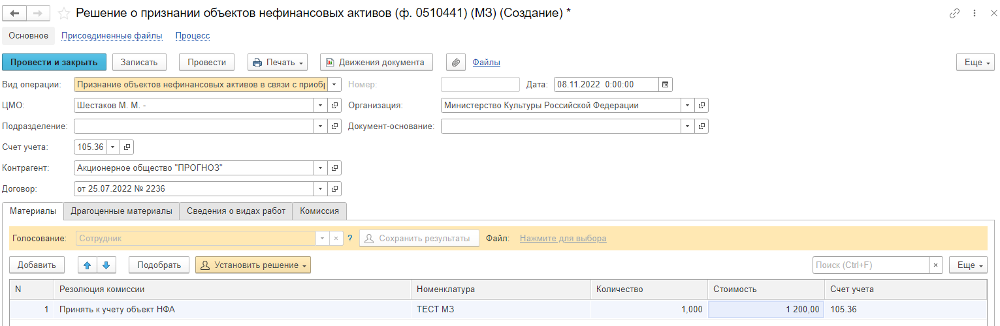 Решение о признании объектов нефинансовых активов (ф. 0510441) (МЗ) (Создание) *
Основное Присоединенные файлы Процесс
Провести и закрыть Записать Провести Печать Движения документа Файлы Еще
Вид операции: Признание объектов нефинансовых активов в связи с приобр Номер: Дата: 08.11.2022 0:00:00
ЦМО: Шестаков М. М. - Организация: Министерство Культуры Российской Федерации
Подразделение: Документ-основание:
Счет учета: 105.36
Контрагент: Акционерное общество "ПРОГНОЗ"
Договор: от 25.07.2022 № 2236
Материалы Драгоценные материалы Сведения о видах работ Комиссия
Голосование: Сотрудник ? Сохранить результаты Файл: Нажмите для выбора
Добавить Подобрать Установить решение Поиск (Ctrl+F) × Еще
N Резолюция комиссии Номенклатура Количество Стоимость Счет учета
1 Принять к учету объект НФА ТЕСТ МЗ 1,000 1 200,00 105.36